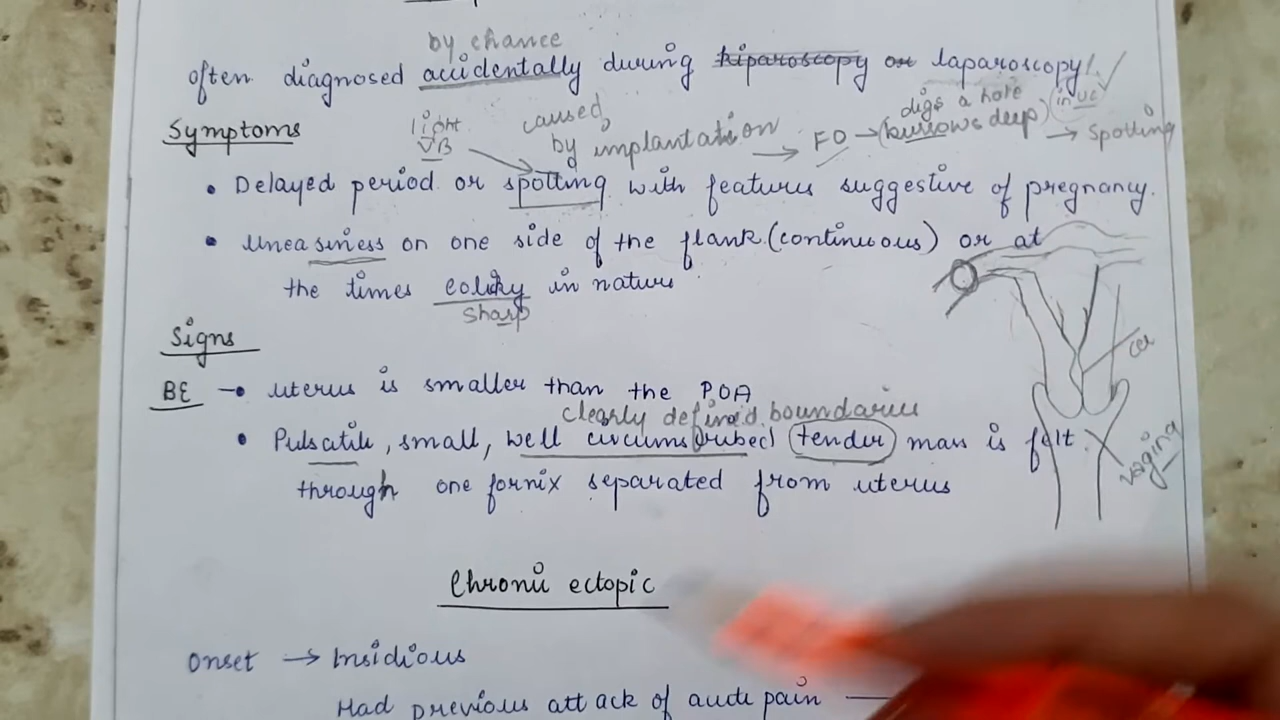 by chance
often diagnosed accidentally during laparoscopy
digs a hole
Symptoms light VB caused by implantation → FO → (burrows deep) (in UC) → Spotting
• Delayed period or spotting with features suggestive of pregnancy.
• Uneasiness on one side of the flank (continuous) or at
the times colicky in nature
Sharp
Signs
BE → • uterus is smaller than the POA
clearly defined boundaries
• Pulsatile, small, well circumscribed tender mass is felt
through one fornix separated from uterus
vagina
Chronic ectopic
Onset → Insidious
Had previous attack of acute pain —